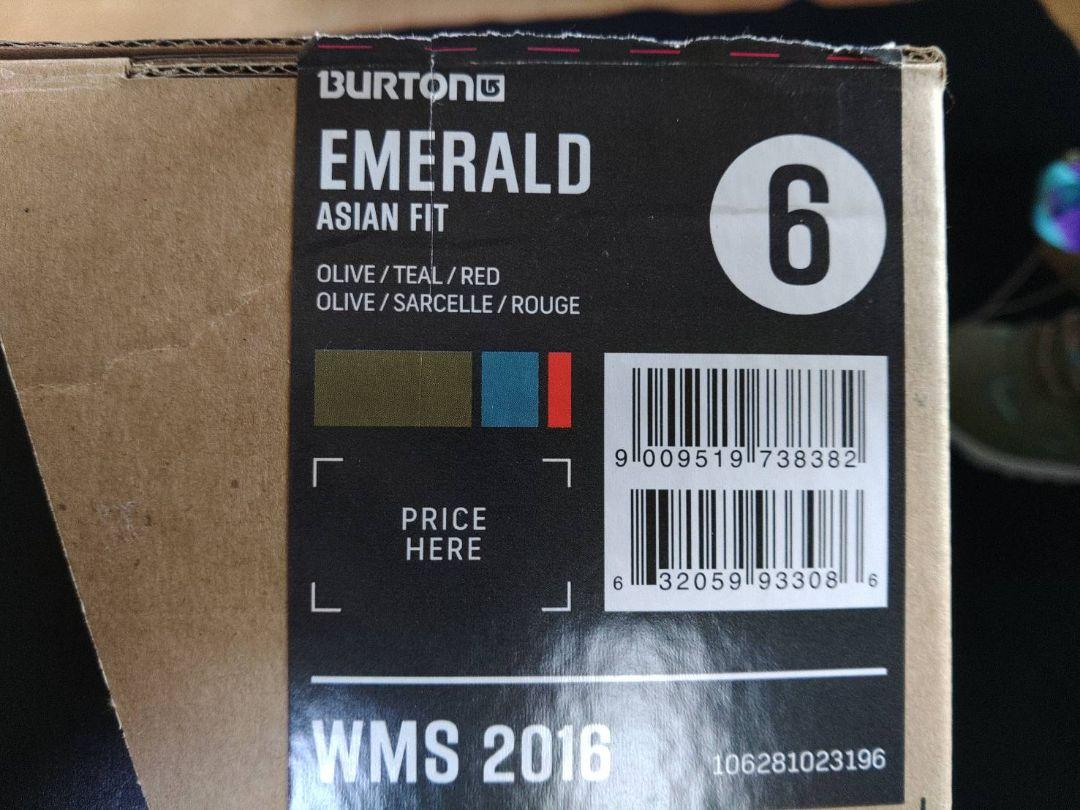 BURTON
EMERALD
ASIAN FIT
6
OLIVE / TEAL / RED
OLIVE / SARCELLE / ROUGE
9 009519 738382
PRICE
HERE
6 32059 93308 6
WMS 2016
106281023196